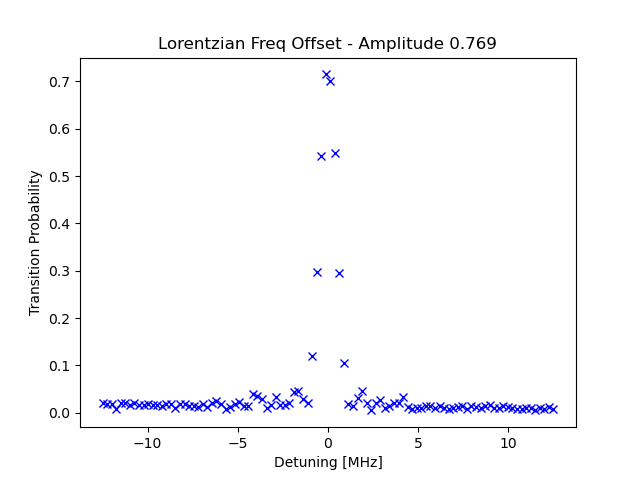 Lorentzian Freq Offset - Amplitude 0.769
0.7
0.6
0.5
0.4
0.3
0.2
0.1
0.0
Transition Probability
−10 −5 0 5 10
Detuning [MHz]